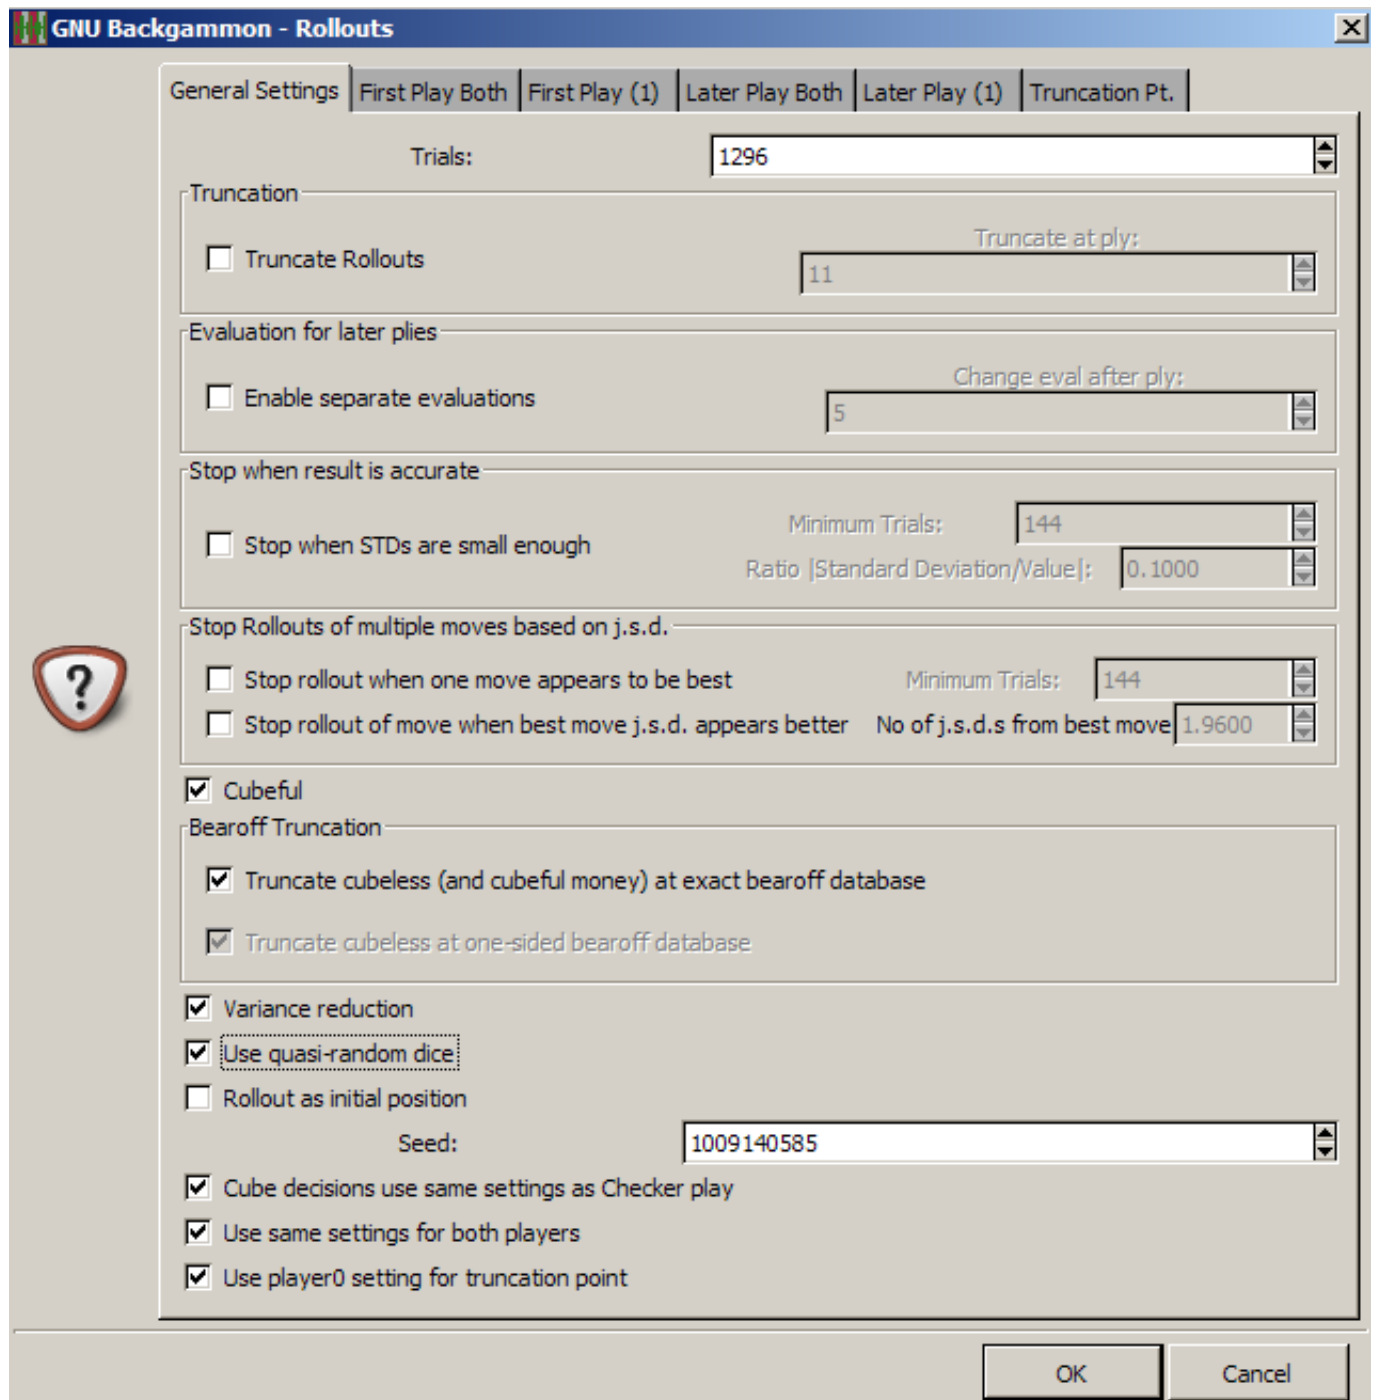 GNU Backgammon - Rollouts
General Settings First Play Both First Play (1) Later Play Both Later Play (1) Truncation Pt.
Trials: 1296
Truncation
Truncate at ply:
Truncate Rollouts 11
Evaluation for later plies
Change eval after ply:
Enable separate evaluations 5
Stop when result is accurate
Minimum Trials: 144
Stop when STDs are small enough
Ratio |Standard Deviation/Value|: 0.1000
Stop Rollouts of multiple moves based on j.s.d.
Stop rollout when one move appears to be best Minimum Trials: 144
Stop rollout of move when best move j.s.d. appears better No of j.s.d.s from best move 1.9600
Cubeful
Bearoff Truncation
Truncate cubeless (and cubeful money) at exact bearoff database
Truncate cubeless at one-sided bearoff database
Variance reduction
Use quasi-random dice
Rollout as initial position
Seed: 1009140585
Cube decisions use same settings as Checker play
Use same settings for both players
Use player0 setting for truncation point
?
OK Cancel